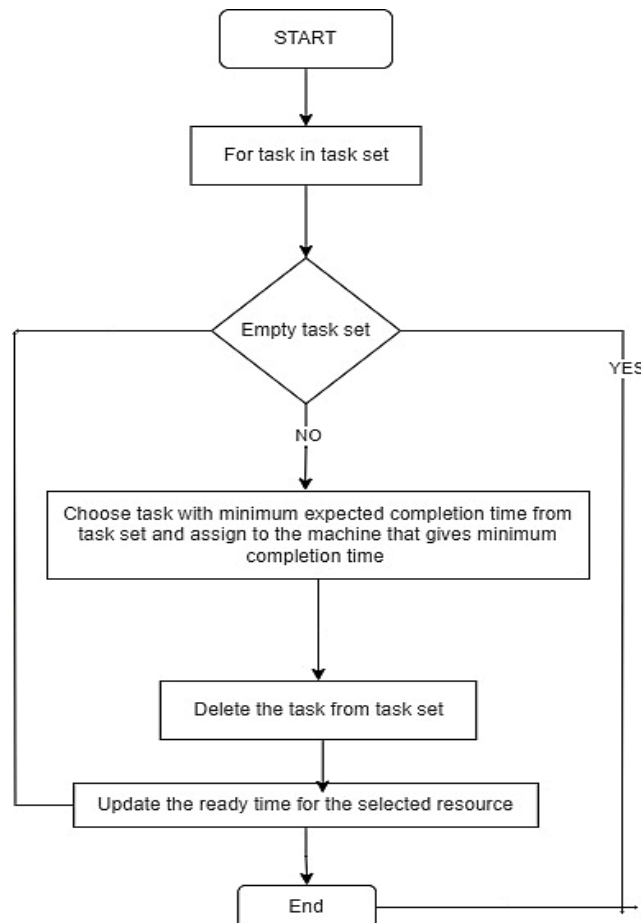 START
For task in task set
Empty task set
YES
NO
Choose task with minimum expected completion time from
task set and assign to the machine that gives minimum
completion time
Delete the task from task set
Update the ready time for the selected resource
End